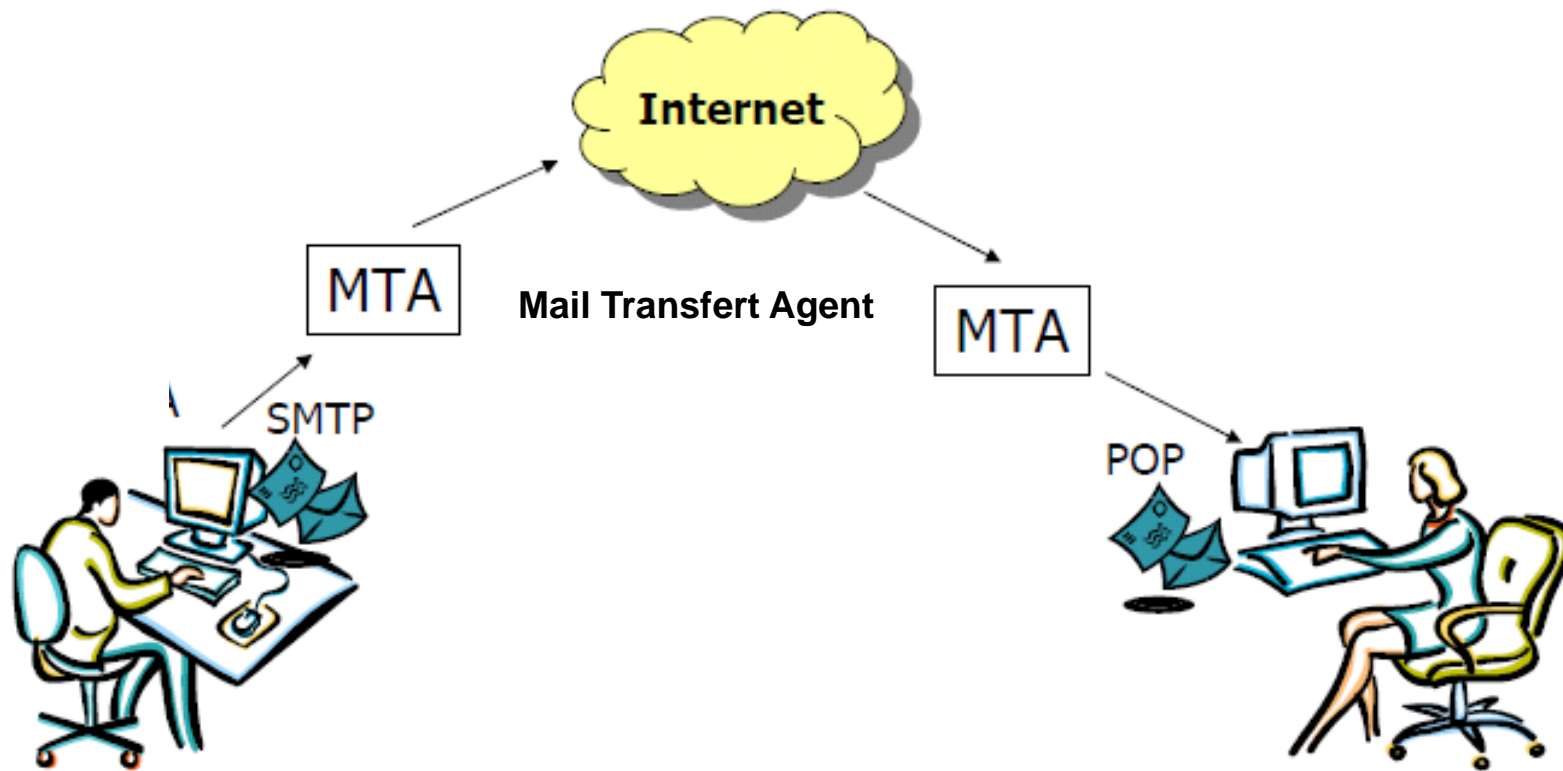 Internet
MTA
Mail Transfert Agent
MTA
SMTP
POP